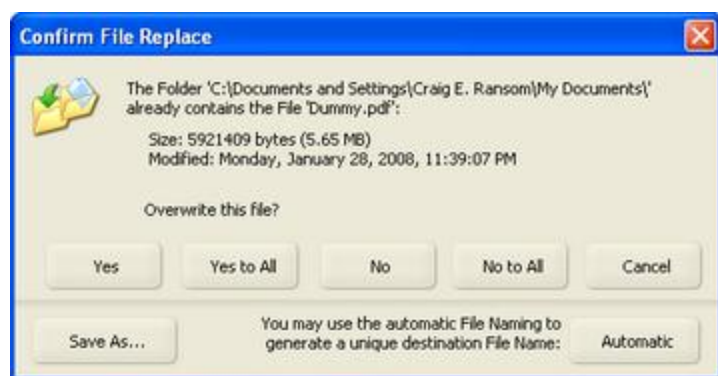 Confirm File Replace
The Folder 'C:\Documents and Settings\Craig E. Ransom\My Documents\'
already contains the File 'Dummy.pdf':
Size: 5921409 bytes (5.65 MB)
Modified: Monday, January 28, 2008, 11:39:07 PM
Overwrite this file?
Yes Yes to All No No to All Cancel
Save As... You may use the automatic File Naming to
generate a unique destination File Name: Automatic